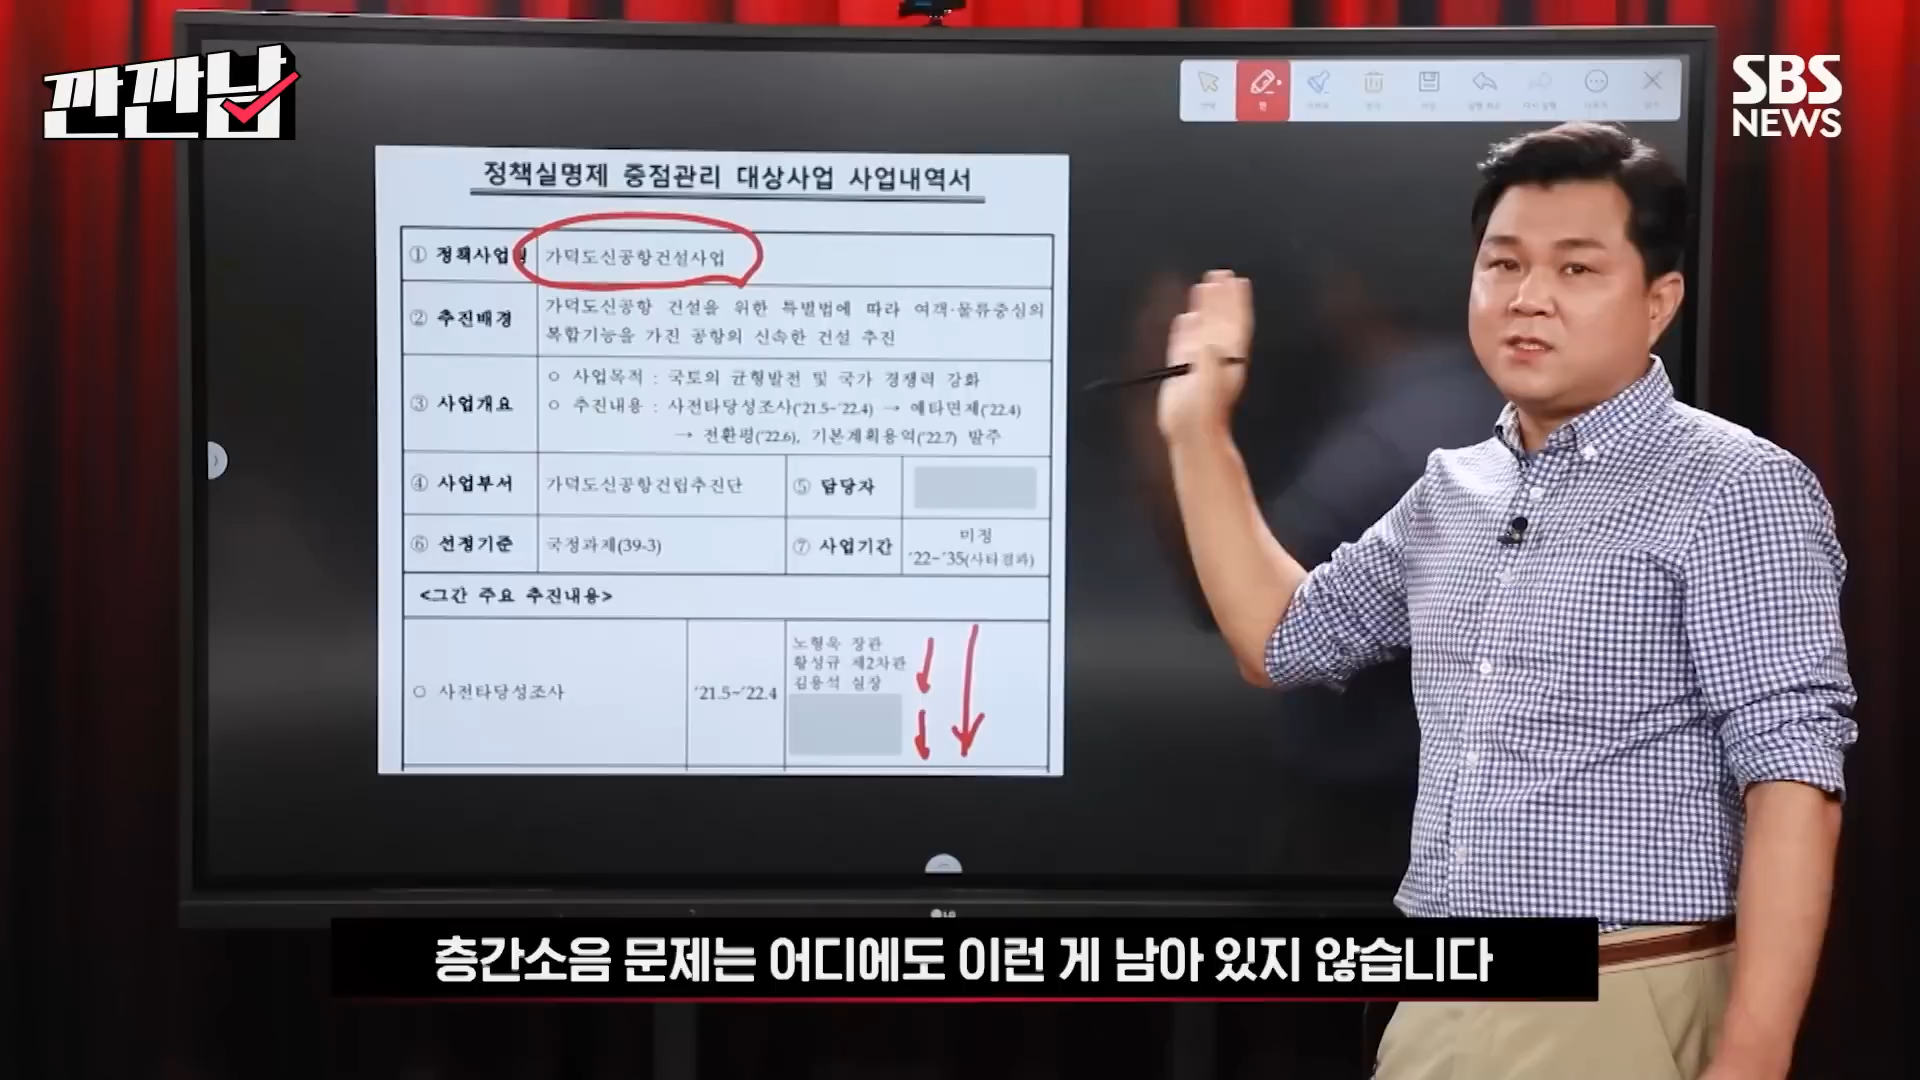 깐깐남
SBS
NEWS
정책실명제 중점관리 대상사업 사업내역서
① 정책사업명 가덕도신공항건설사업
② 추진배경 가덕도신공항 건설을 위한 특별법에 따라 여객·물류중심의
복합기능을 가진 공항의 신속한 건설 추진
③ 사업개요 ○ 사업목적 : 국토의 균형발전 및 국가 경쟁력 강화
○ 추진내용 : 사전타당성조사('21.5~'22.4) → 예타면제('22.4)
→ 전환평('22.6), 기본계획용역('22.7) 발주
④ 사업부서 가덕도신공항건립추진단 ⑤ 담당자
⑥ 선정기준 국정과제(39-3) ⑦ 사업기간 미정
'22~'35(사타결과)
<그간 주요 추진내용>
○ 사전타당성조사 '21.5~'22.4 노형욱 장관
황성규 제2차관
김용석 실장
층간소음 문제는 어디에도 이런 게 남아 있지 않습니다